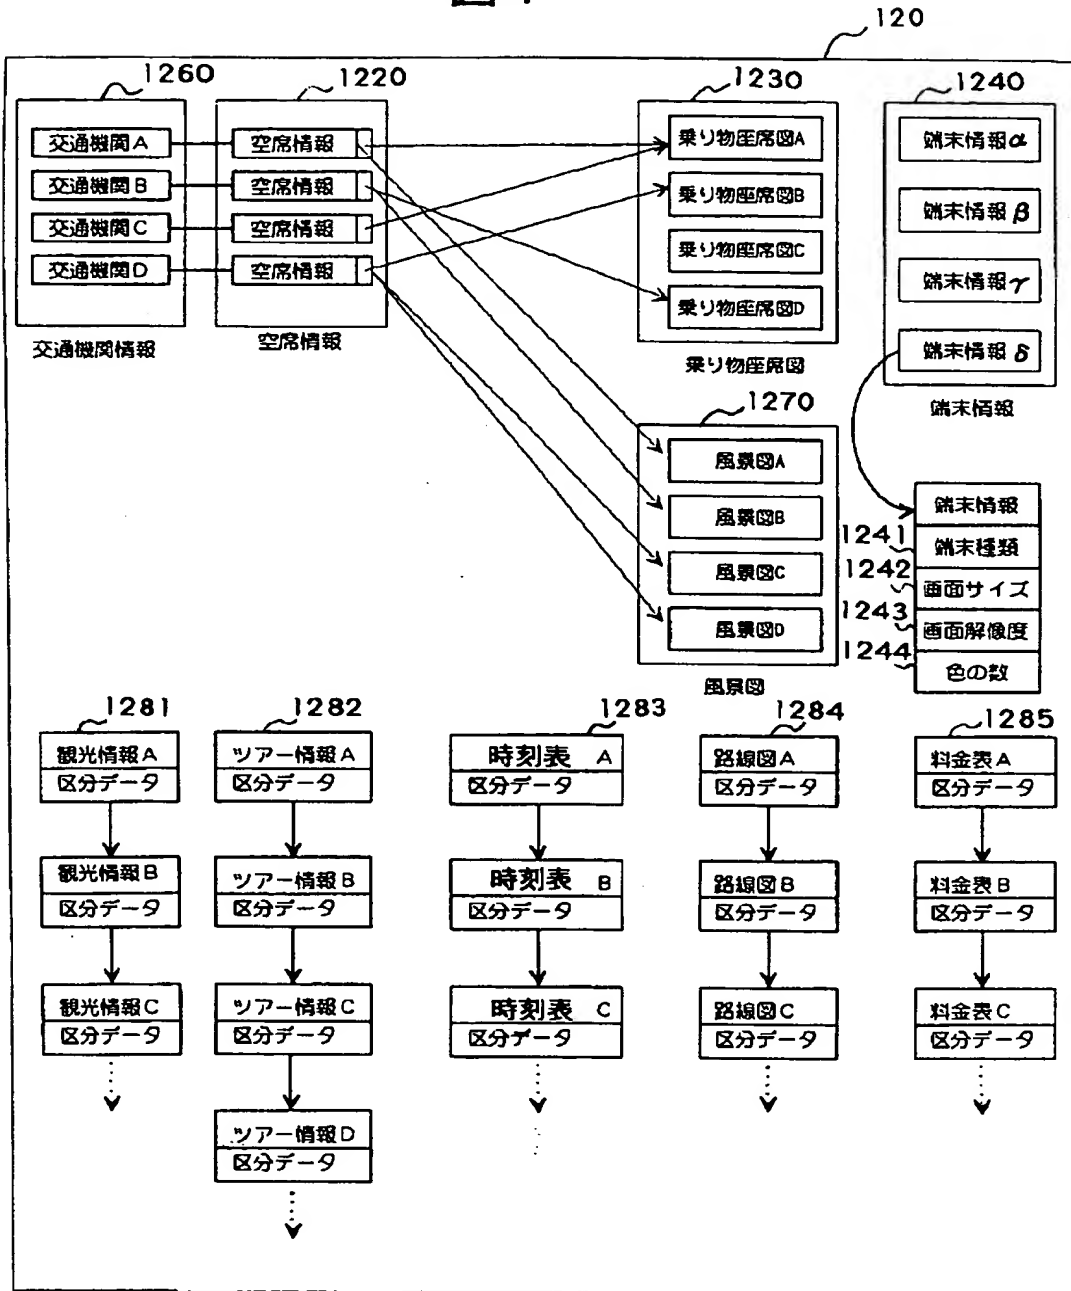 120
1260
1220
1230
1240
交通機関A
交通機関B
交通機関C
交通機関D
交通機関情報
空席情報
空席情報
空席情報
空席情報
空席情報
乗り物座席図A
乗り物座席図B
乗り物座席図C
乗り物座席図D
乗り物座席図
端末情報α
端末情報β
端末情報γ
端末情報δ
端末情報
1270
風景図A
風景図B
風景図C
風景図D
風景図
端末情報
1241
端末種類
1242
画面サイズ
1243
画面解像度
1244
色の数
1281
観光情報A
区分データ
観光情報B
区分データ
観光情報C
区分データ
1282
ツアー情報A
区分データ
ツアー情報B
区分データ
ツアー情報C
区分データ
ツアー情報D
区分データ
1283
時刻表 A
区分データ
時刻表 B
区分データ
時刻表 C
区分データ
1284
路線図A
区分データ
路線図B
区分データ
路線図C
区分データ
1285
料金表A
区分データ
料金表B
区分データ
料金表C
区分データ